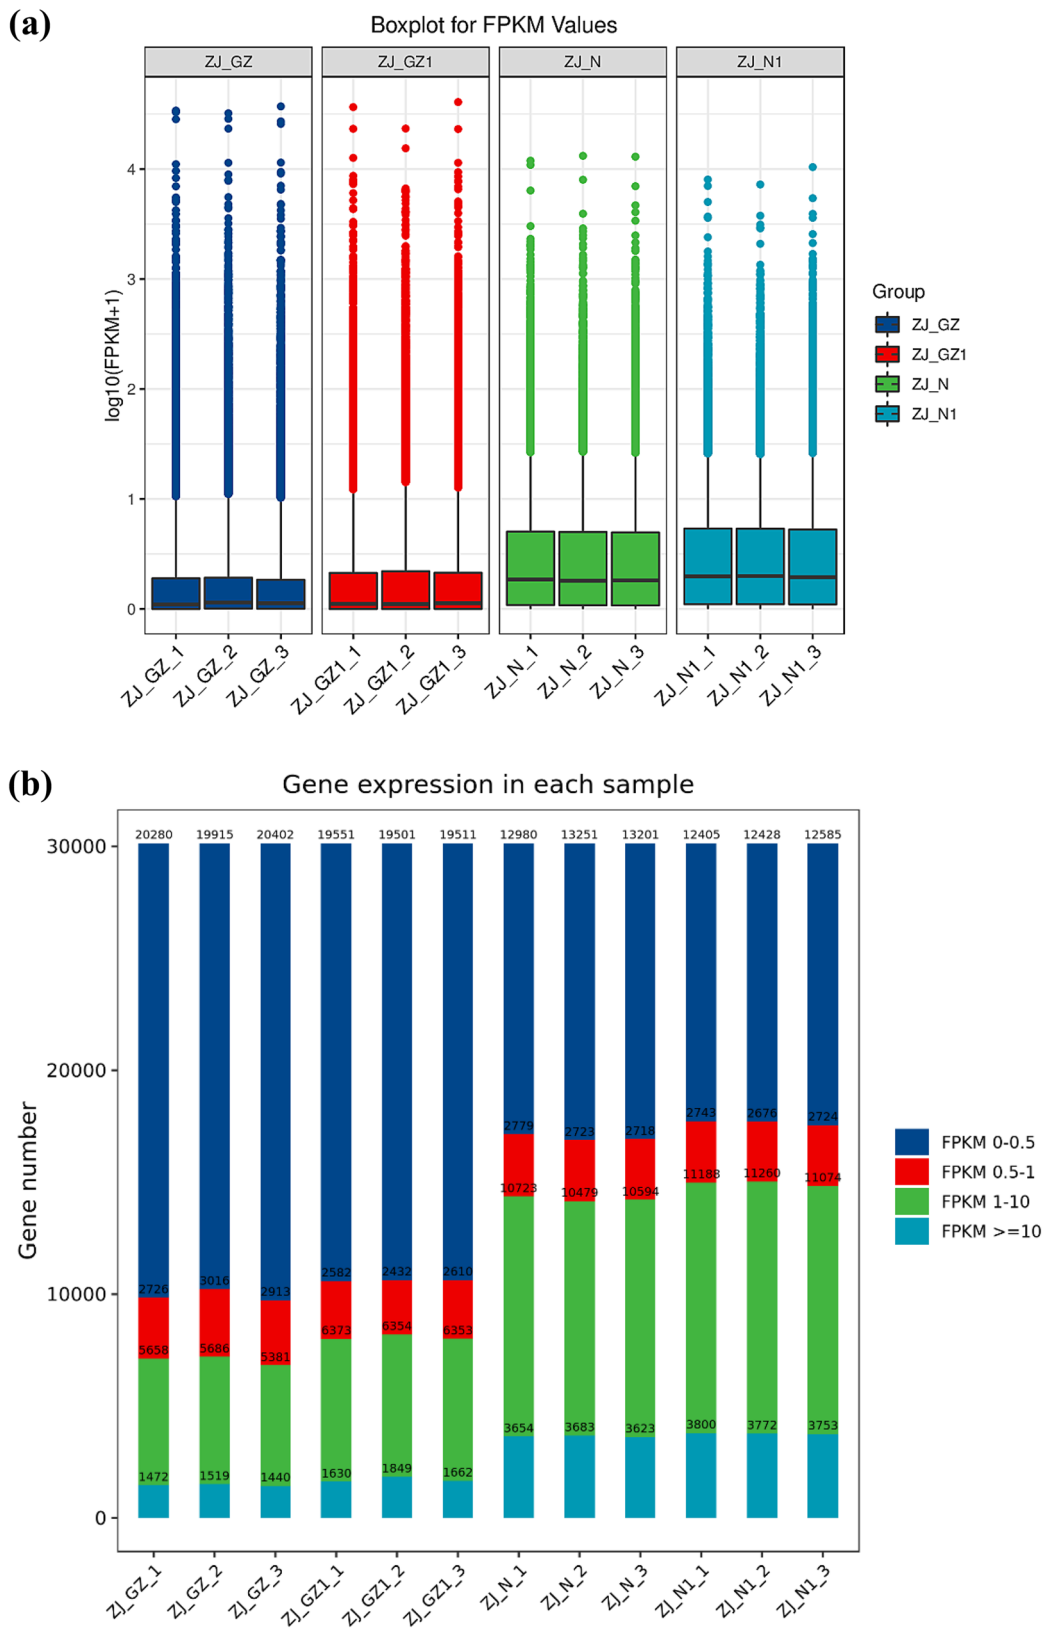 (a)
Boxplot for FPKM Values
ZJ_GZ ZJ_GZ1 ZJ_N ZJ_N1
log10(FPKM+1)
4
3
2
1
0
ZJ_GZ_1 ZJ_GZ_2 ZJ_GZ_3 ZJ_GZ1_1 ZJ_GZ1_2 ZJ_GZ1_3 ZJ_N_1 ZJ_N_2 ZJ_N_3 ZJ_N1_1 ZJ_N1_2 ZJ_N1_3
Group
ZJ_GZ
ZJ_GZ1
ZJ_N
ZJ_N1
(b)
Gene expression in each sample
Gene number
30000
20000
10000
0
20280 19915 20402 19551 19501 19511 12980 13251 13201 12405 12428 12585
2726 3016 2913 2582 2432 2610 2779 2723 2718 2743 2676 2724
5658 5686 5381 6373 6354 6353 10723 10479 10594 11188 11260 11074
1472 1519 1440 1630 1849 1662 3654 3683 3623 3800 3772 3753
ZJ_GZ_1 ZJ_GZ_2 ZJ_GZ_3 ZJ_GZ1_1 ZJ_GZ1_2 ZJ_GZ1_3 ZJ_N_1 ZJ_N_2 ZJ_N_3 ZJ_N1_1 ZJ_N1_2 ZJ_N1_3
FPKM 0-0.5
FPKM 0.5-1
FPKM 1-10
FPKM >=10